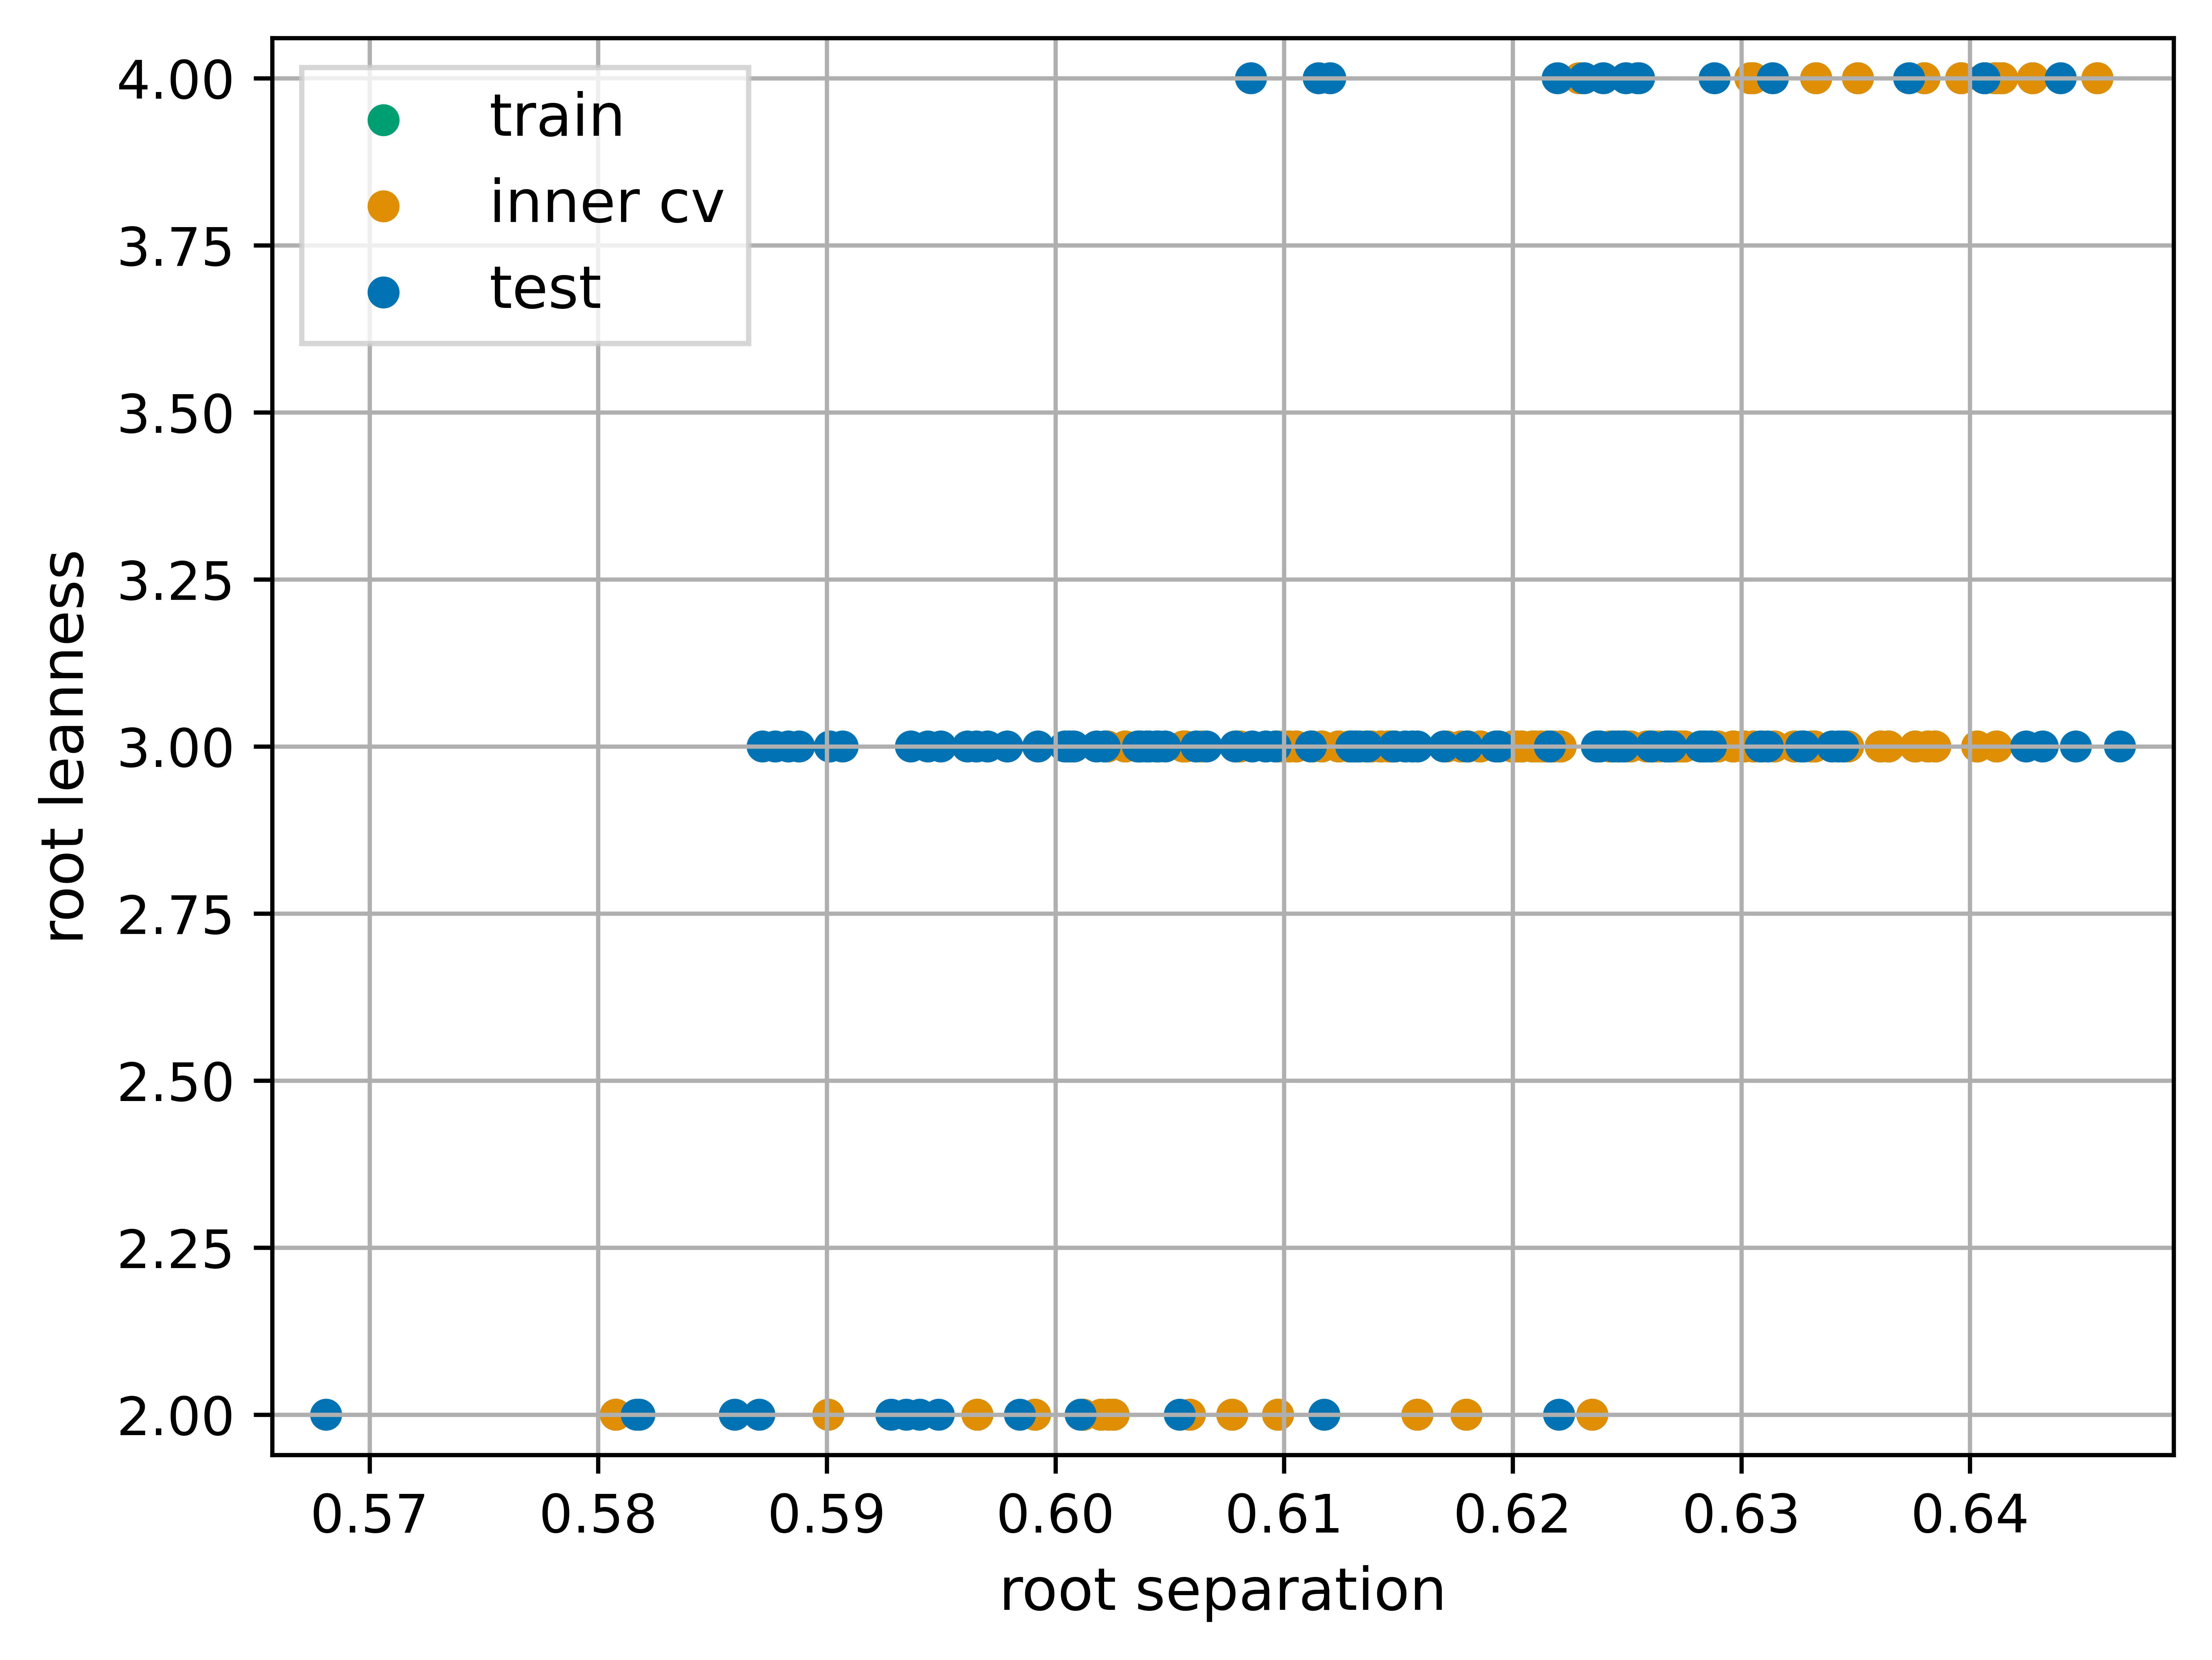 4.00
3.75
3.50
3.25
3.00
2.75
2.50
2.25
2.00
root leanness
train
inner cv
test
0.57 0.58 0.59 0.60 0.61 0.62 0.63 0.64
root separation